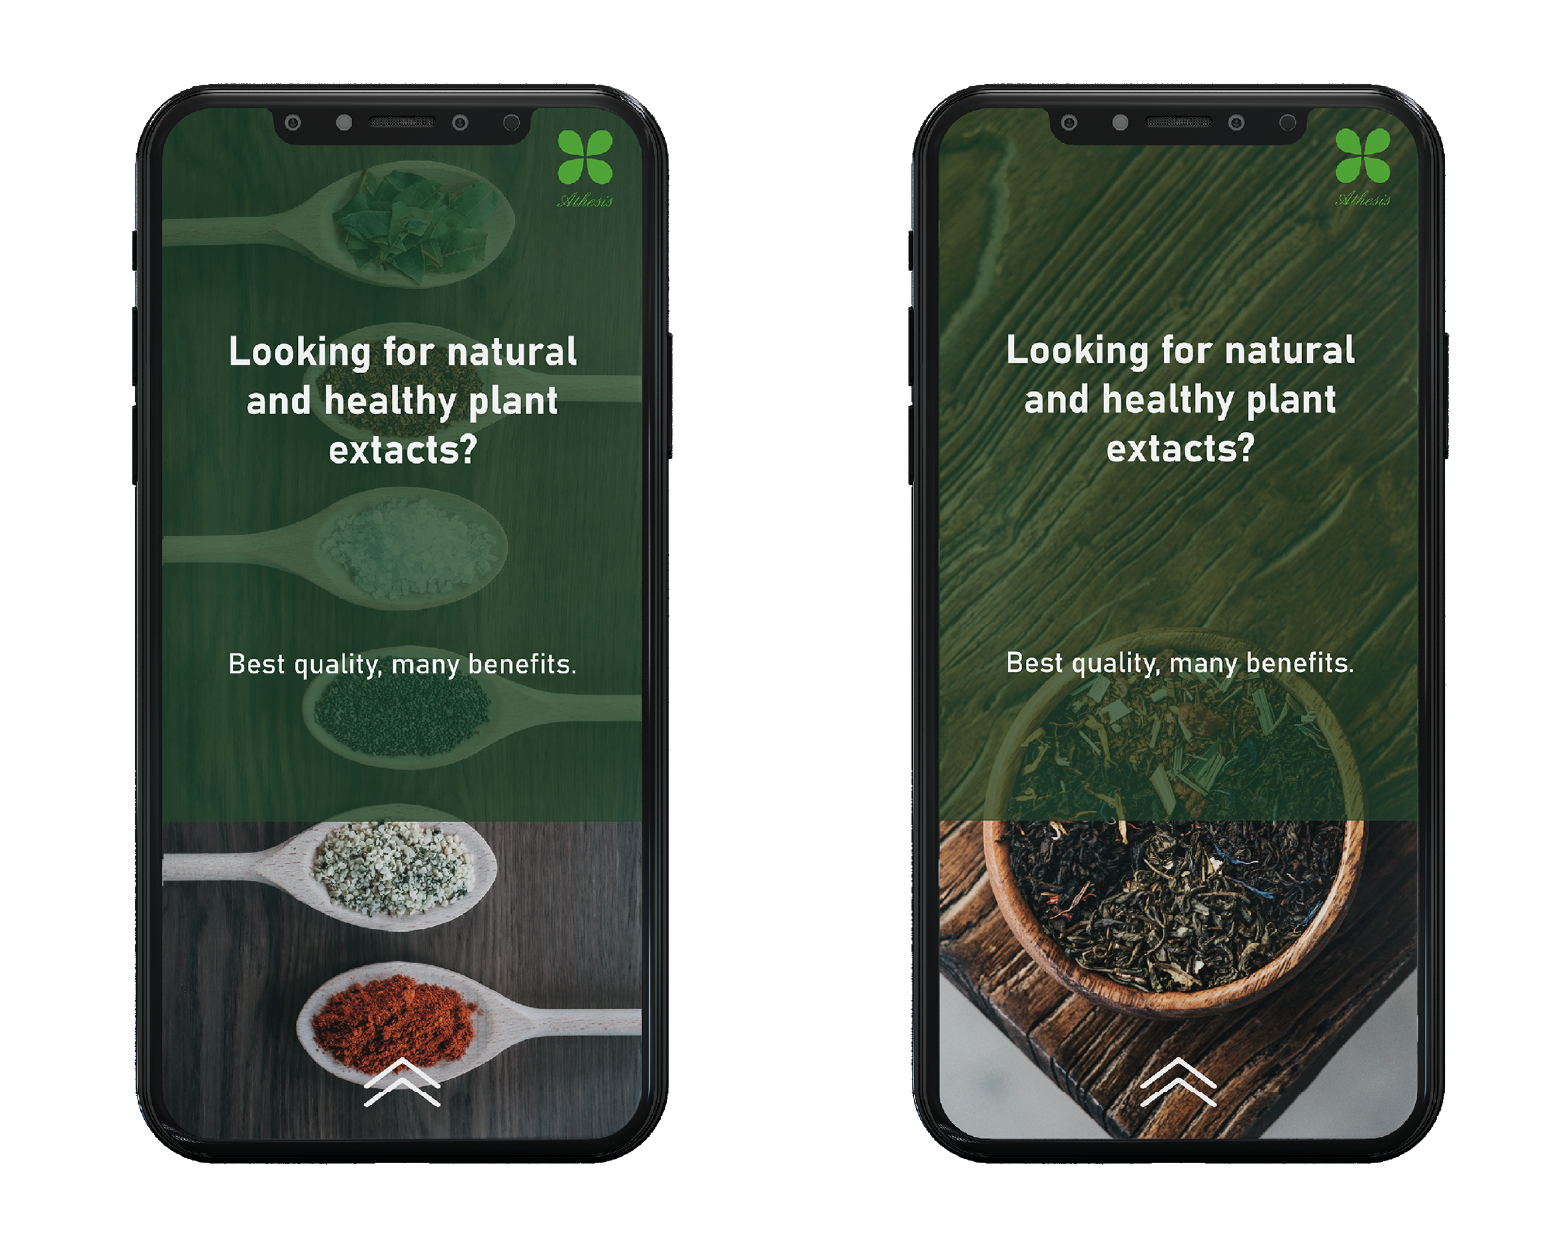 Athesis
Looking for natural
and healthy plant
extacts?
Best quality, many benefits.
Athesis
Looking for natural
and healthy plant
extacts?
Best quality, many benefits.